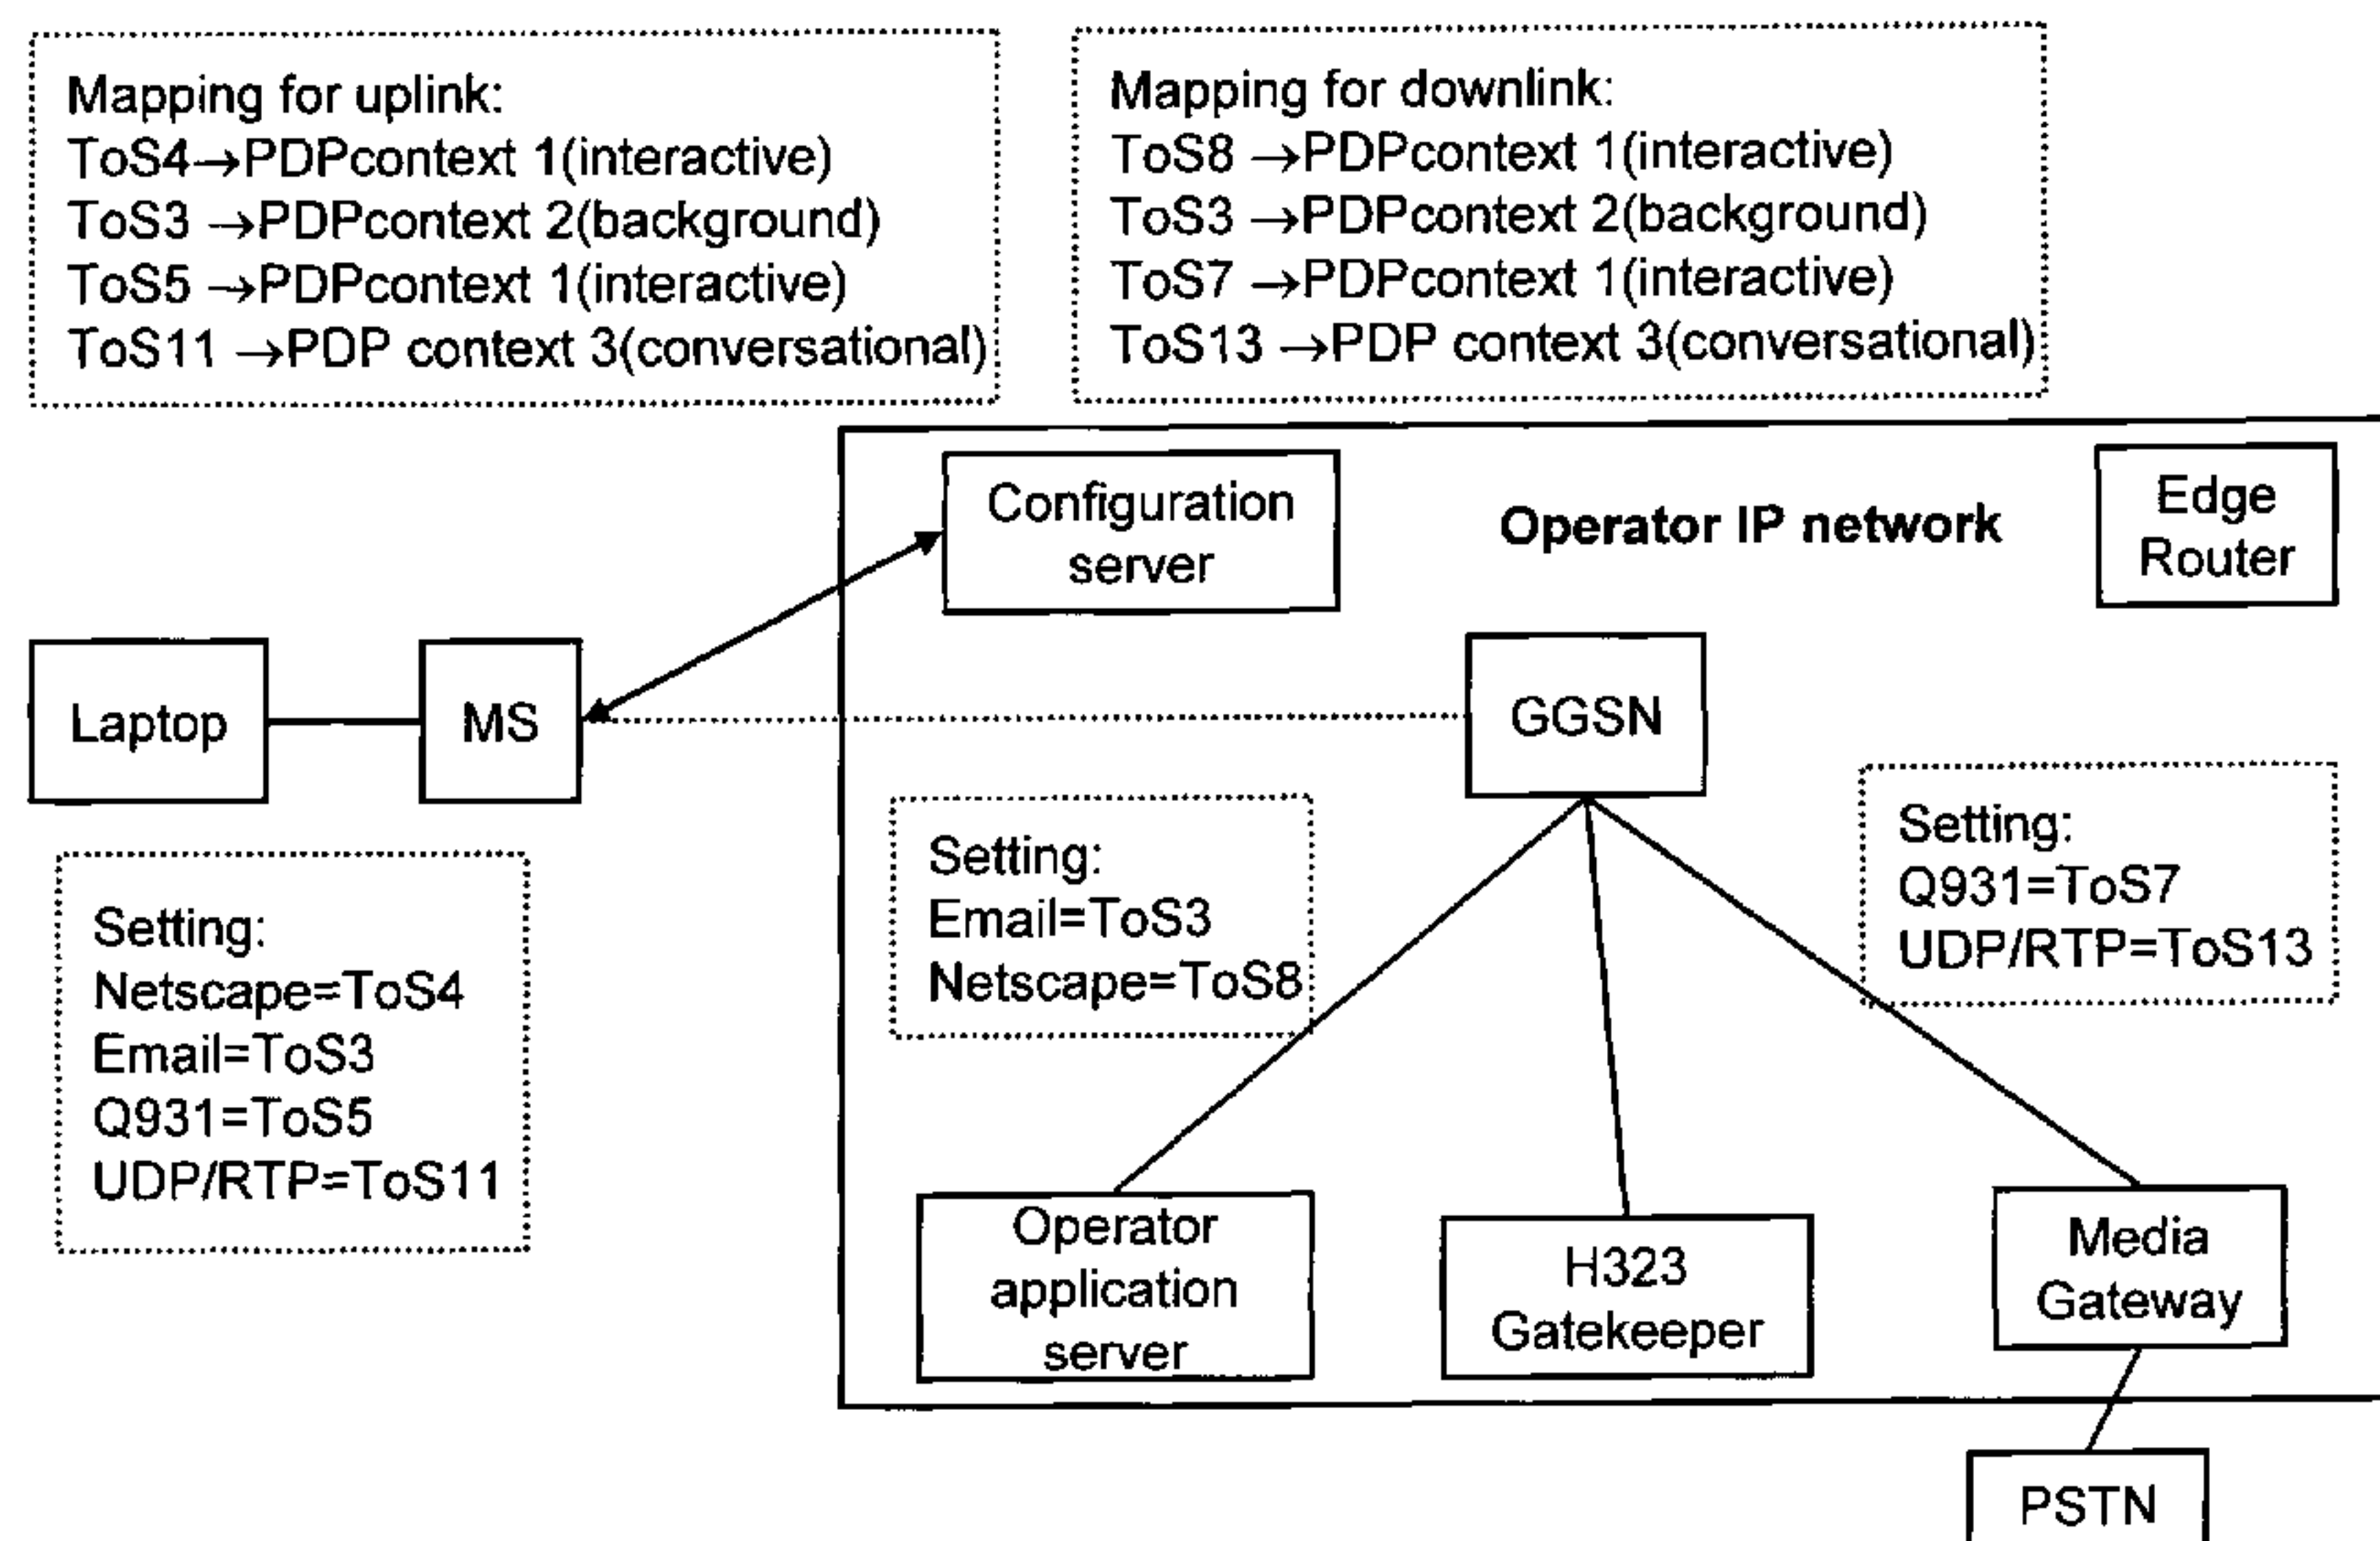 Mapping for uplink:
ToS4→PDPcontext 1(interactive)
ToS3 →PDPcontext 2(background)
ToS5 →PDPcontext 1(interactive)
ToS11 →PDP context 3(conversational)
Mapping for downlink:
ToS8 →PDPcontext 1(interactive)
ToS3 →PDPcontext 2(background)
ToS7 →PDPcontext 1(interactive)
ToS13 →PDP context 3(conversational)
Configuration
server
Operator IP network
Edge
Router
Laptop
MS
GGSN
Setting:
Netscape=ToS4
Email=ToS3
Q931=ToS5
UDP/RTP=ToS11
Setting:
Email=ToS3
Netscape=ToS8
Setting:
Q931=ToS7
UDP/RTP=ToS13
Operator
application
server
H323
Gatekeeper
Media
Gateway
PSTN